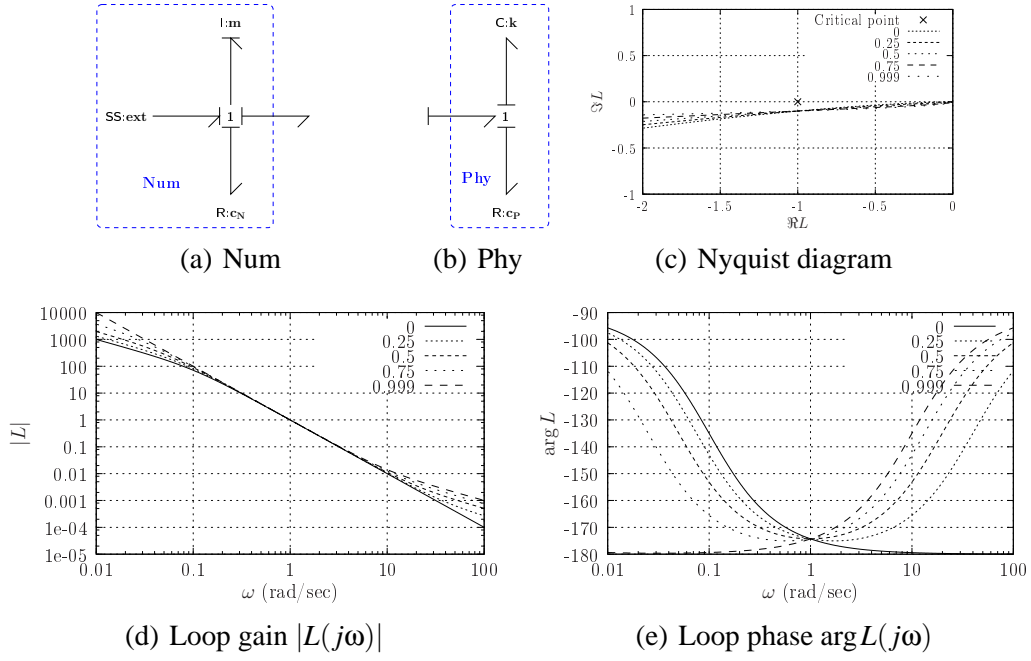 I:m
1
SS:ext
Num
R:c_N
(a) Num
C:k
1
Phy
R:c_P
(b) Phy
1
0.5
0
-0.5
-1
ℑL
-2
-1.5
-1
-0.5
0
ℜL
Critical point
0
0.25
0.5
0.75
0.999
(c) Nyquist diagram
10000
1000
100
10
1
0.1
0.01
0.001
1e-04
1e-05
|L|
0.01
0.1
1
10
100
ω (rad/sec)
0
0.25
0.5
0.75
0.999
(d) Loop gain |L(jω)|
-90
-100
-110
-120
-130
-140
-150
-160
-170
-180
arg L
0.01
0.1
1
10
100
ω (rad/sec)
0
0.25
0.5
0.75
0.999
(e) Loop phase arg L(jω)